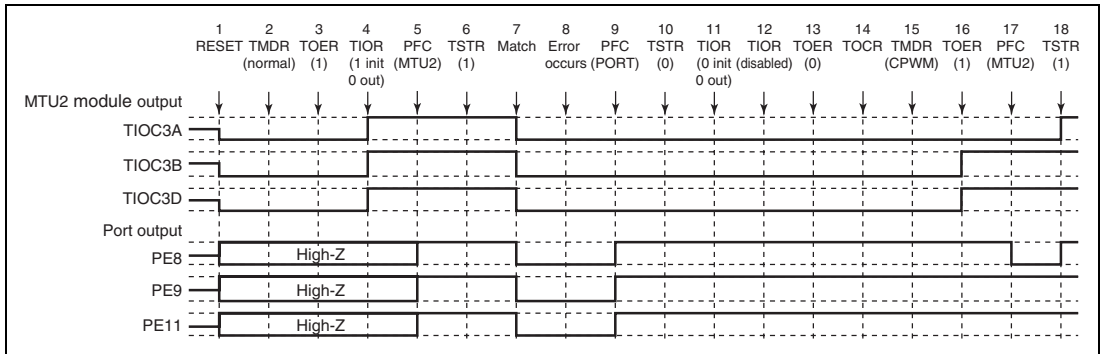 1 2 3 4 5 6 7 8 9 10 11 12 13 14 15 16 17 18
RESET TMDR TOER TIOR PFC TSTR Match Error PFC TSTR TIOR TIOR TOER TOCR TMDR TOER PFC TSTR
(normal) (1) (1 init (MTU2) (1) occurs (PORT) (0) (0 init (disabled) (0) (CPWM) (1) (MTU2) (1)
0 out) 0 out)
MTU2 module output
TIOC3A
TIOC3B
TIOC3D
Port output
PE8 High-Z
PE9 High-Z
PE11 High-Z